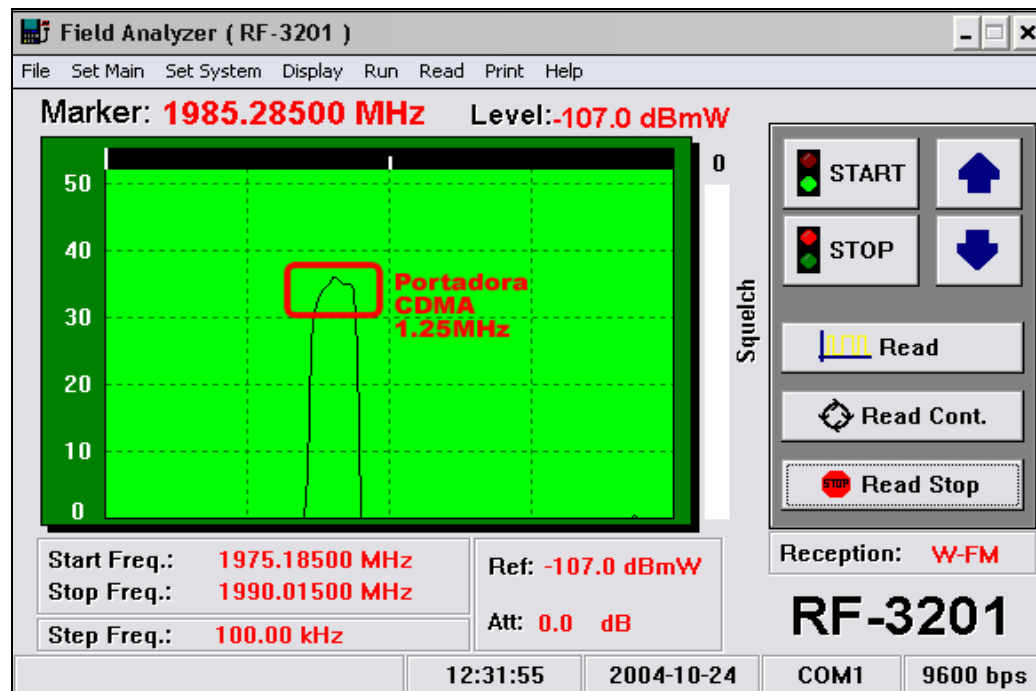 Field Analyzer ( RF-3201 )
File Set Main Set System Display Run Read Print Help
Marker: 1985.28500 MHz Level:-107.0 dBmW
50
40
30
20
10
0
Portadora
CDMA
1.25MHz
0
Squelch
START
STOP
Read
Read Cont.
STOP Read Stop
Start Freq.: 1975.18500 MHz
Stop Freq.: 1990.01500 MHz
Step Freq.: 100.00 kHz
Ref: -107.0 dBmW
Att: 0.0 dB
Reception: W-FM
RF-3201
12:31:55 2004-10-24 COM1 9600 bps